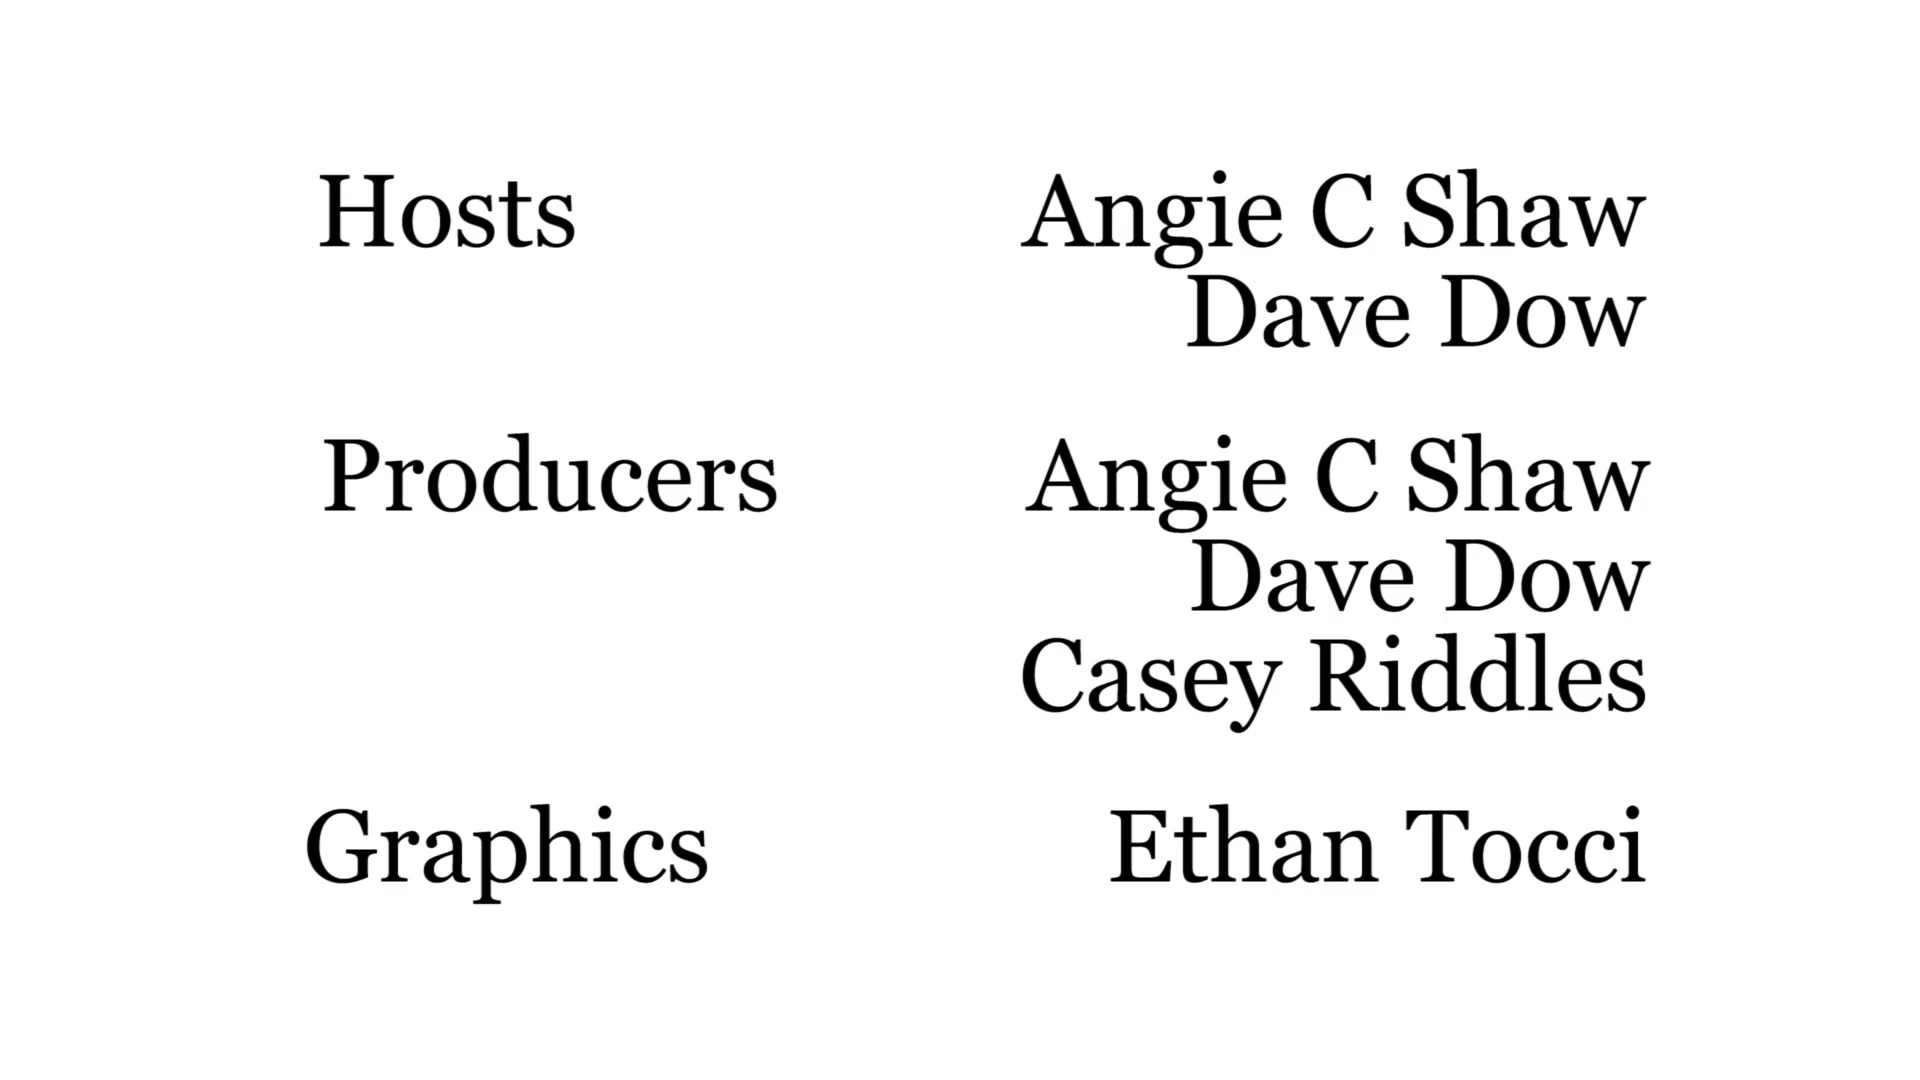 Hosts Angie C Shaw
Dave Dow
Producers Angie C Shaw
Dave Dow
Casey Riddles
Graphics Ethan Tocci